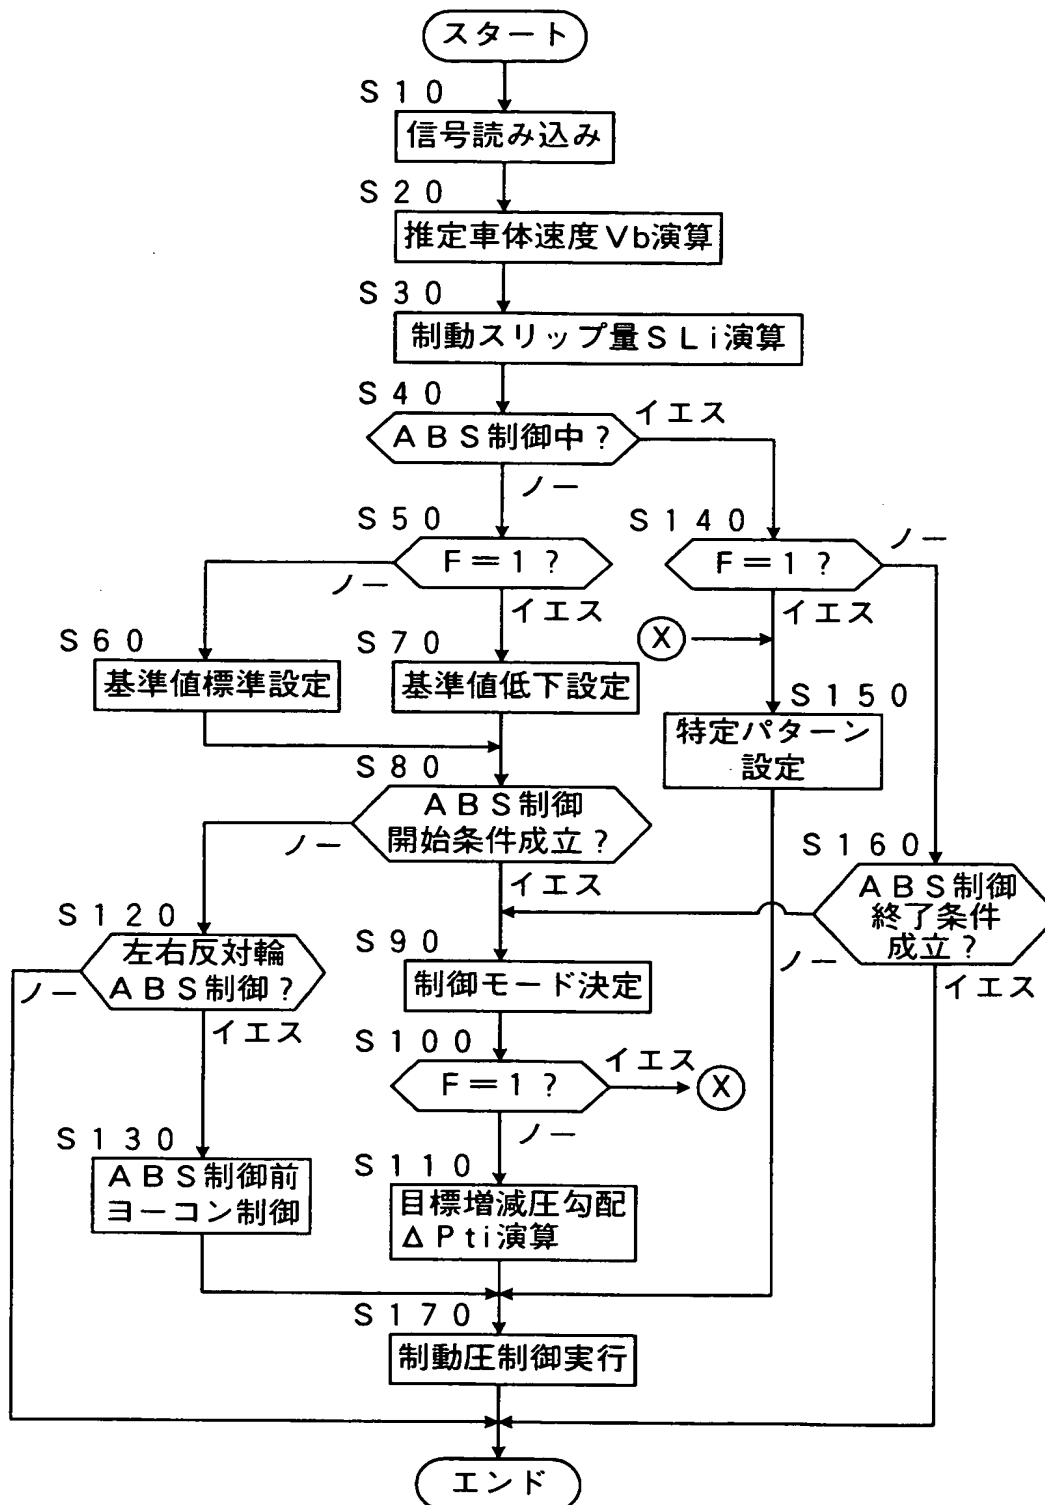 スタート
S10
信号読み込み
S20
推定車体速度Vb演算
S30
制動スリップ量SLi演算
S40
ABS制御中?
イエス
ノー
S50
F=1?
ノー
イエス
S140
F=1?
ノー
イエス
X
S60
基準値標準設定
S70
基準値低下設定
S150
特定パターン
設定
S80
ABS制御
開始条件成立?
ノー
イエス
S160
ABS制御
終了条件
成立?
ノー
イエス
S120
左右反対輪
ABS制御?
ノー
イエス
S90
制御モード決定
S100
F=1?
イエス
X
ノー
S130
ABS制御前
ヨーコン制御
S110
目標増減圧勾配
ΔPti演算
S170
制動圧制御実行
エンド